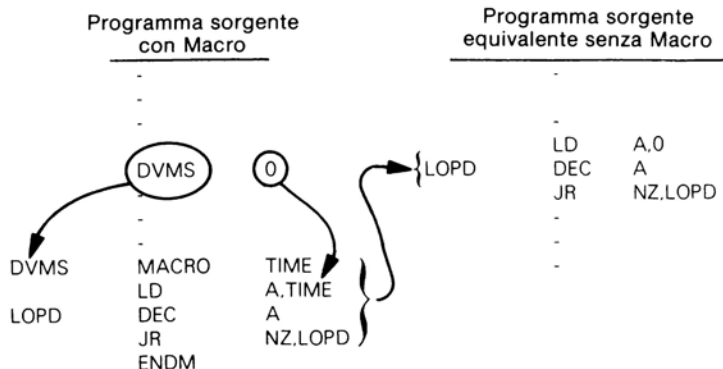 Programma sorgente
con Macro
-
-
-
DVMS 0
-
-
-
DVMS MACRO TIME
LD A,TIME
LOPD DEC A
JR NZ,LOPD
ENDM
Programma sorgente
equivalente senza Macro
-
-
LD A,0
LOPD DEC A
JR NZ,LOPD
-
-
-